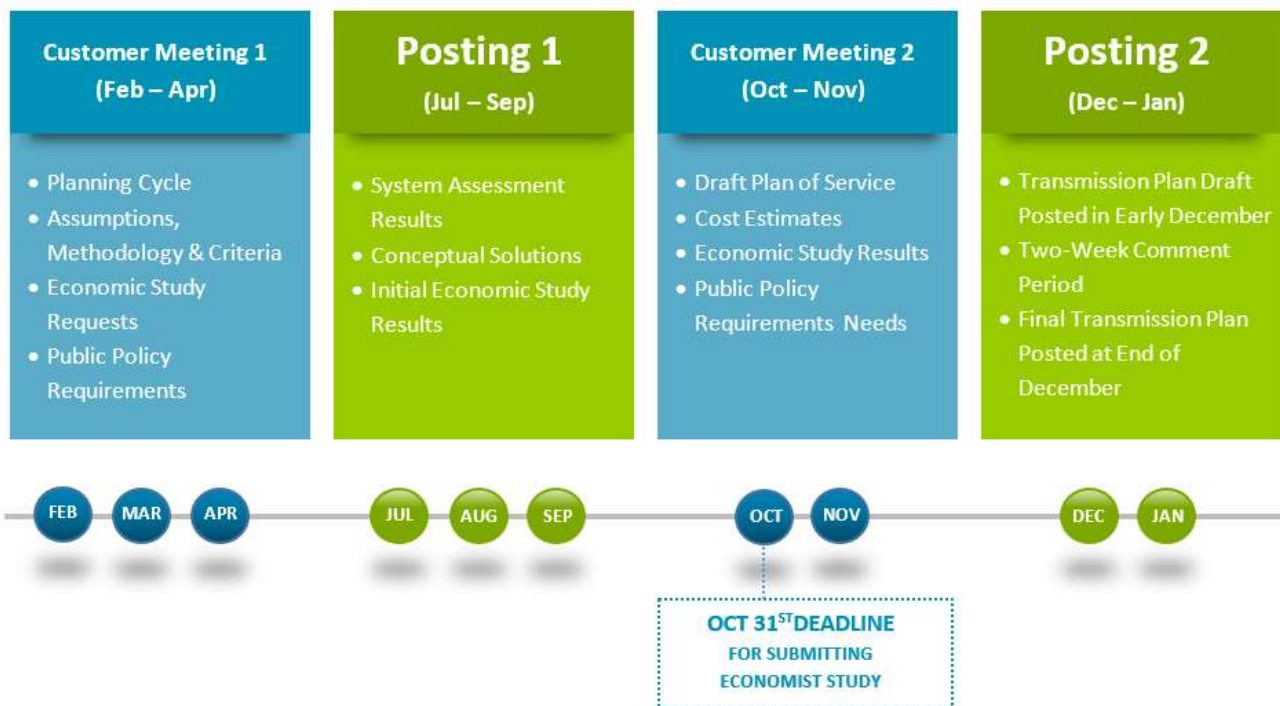 Customer Meeting 1
(Feb – Apr)
• Planning Cycle
• Assumptions,
Methodology & Criteria
• Economic Study
Requests
• Public Policy
Requirements
Posting 1
(Jul – Sep)
• System Assessment
Results
• Conceptual Solutions
• Initial Economic Study
Results
Customer Meeting 2
(Oct – Nov)
• Draft Plan of Service
• Cost Estimates
• Economic Study Results
• Public Policy
Requirements Needs
Posting 2
(Dec – Jan)
• Transmission Plan Draft
Posted in Early December
• Two-Week Comment
Period
• Final Transmission Plan
Posted at End of
December
FEB MAR APR JUL AUG SEP OCT NOV DEC JAN
OCT 31ST DEADLINE
FOR SUBMITTING
ECONOMIST STUDY